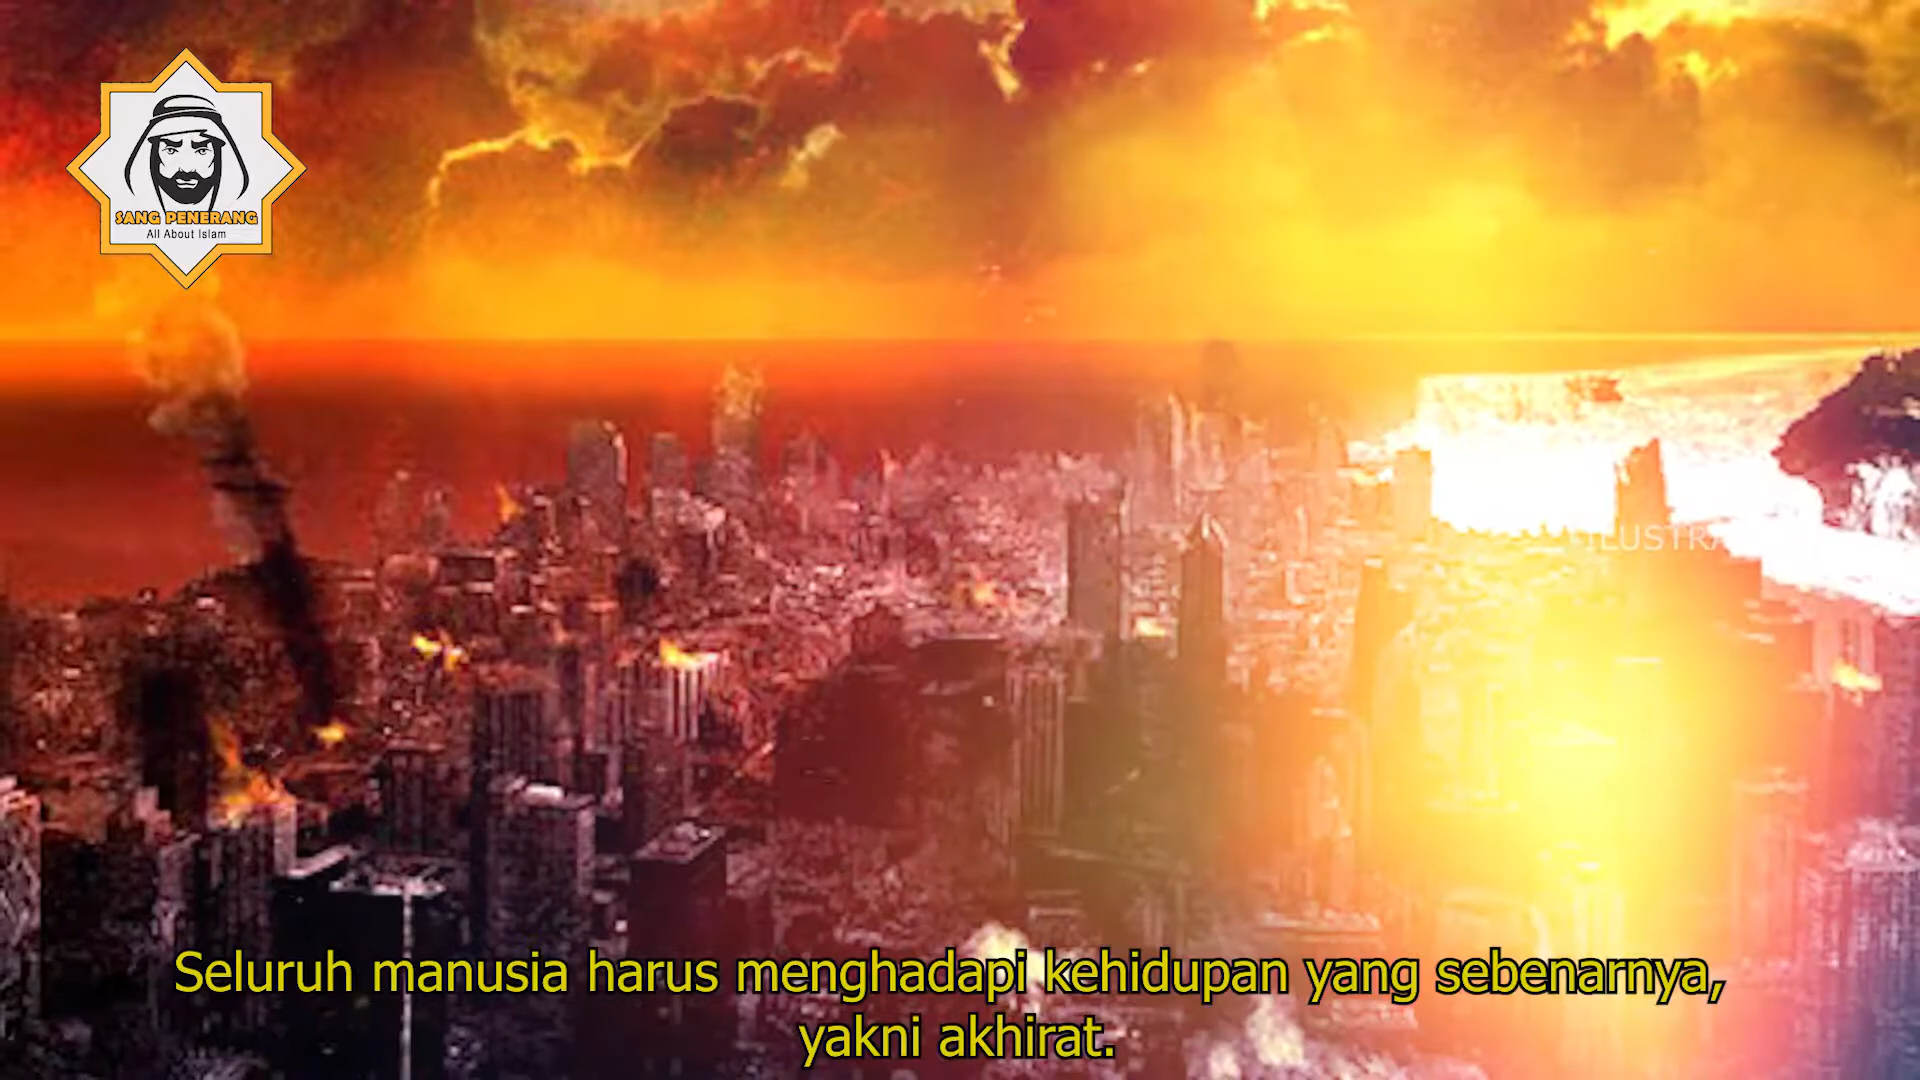 SANG PENERANG
All About Islam
Seluruh manusia harus menghadapi kehidupan yang sebenarnya,
yakni akhirat.